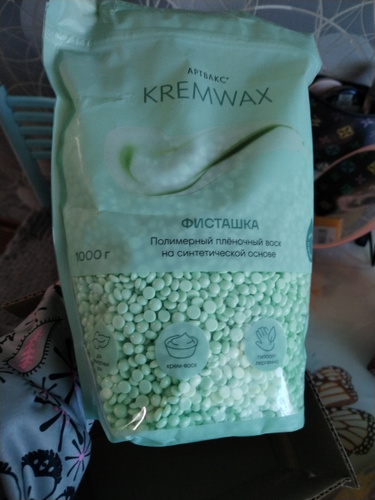 АРТВАКС®
KREMWAX
ФИСТАШКА
Полимерный плёночный воск
на синтетической основе
1000 г
крем-воск